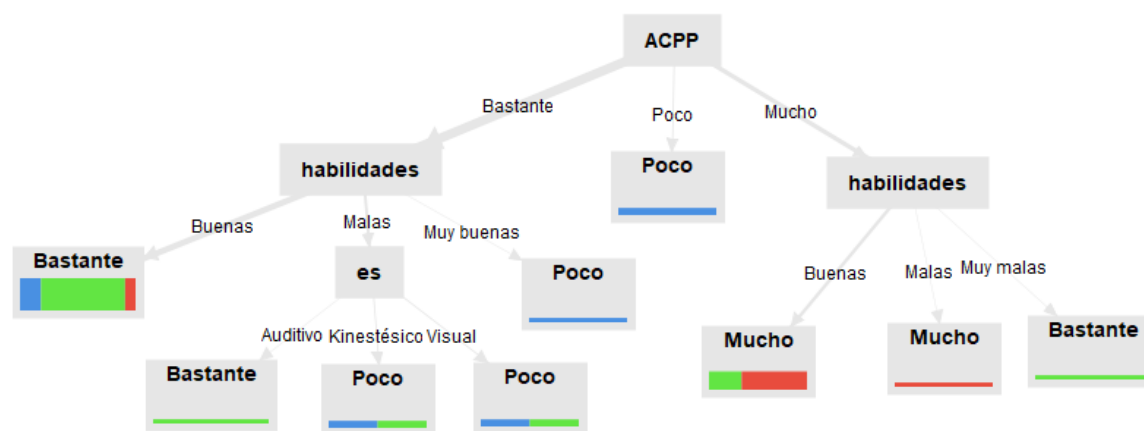 ACPP
Bastante
Poco
Mucho
habilidades
Poco
habilidades
Buenas
Malas
Muy buenas
Buenas
Malas
Muy malas
Bastante
es
Poco
Auditivo
Kinestésico
Visual
Mucho
Mucho
Bastante
Bastante
Poco
Poco